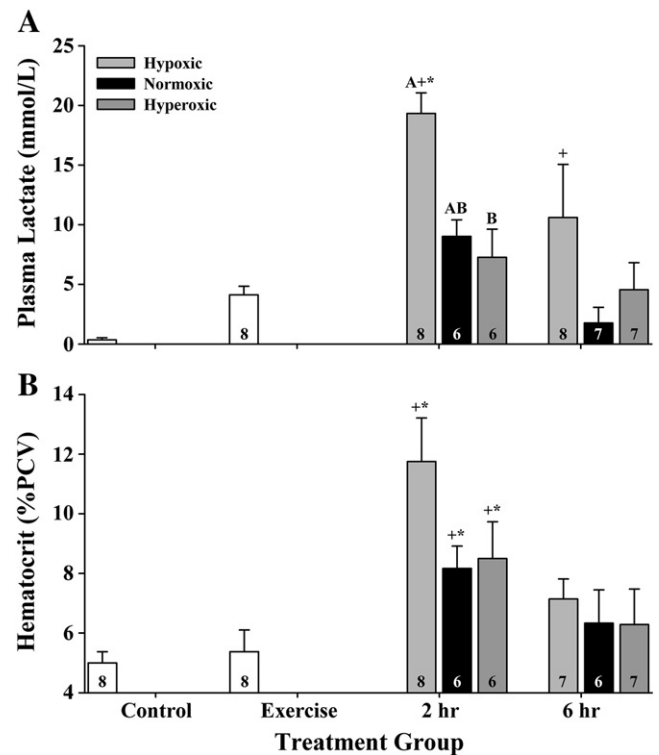 A
Plasma Lactate (mmol/L)
25
20
15
10
5
0
Hypoxic
Normoxic
Hyperoxic
A+*
AB
B
+
8
8
6
6
8
7
7
B
Hematocrit (%PCV)
14
12
10
8
6
4
+*
+*
+*
8
8
8
6
6
7
6
7
Control Exercise 2 hr 6 hr
Treatment Group